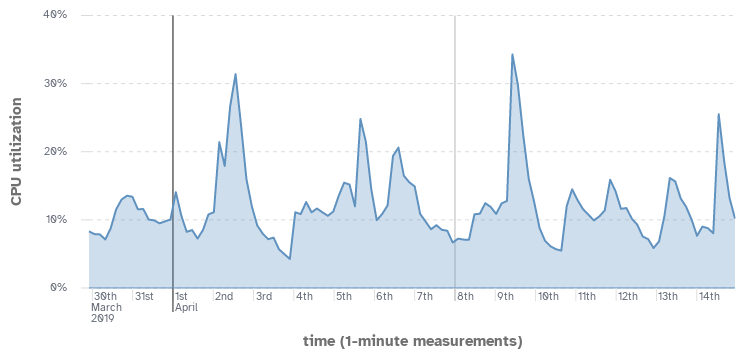 40%
30%
20%
10%
0%
CPU utilization
30th 31st 1st 2nd 3rd 4th 5th 6th 7th 8th 9th 10th 11th 12th 13th 14th
March April
2019
time (1-minute measurements)